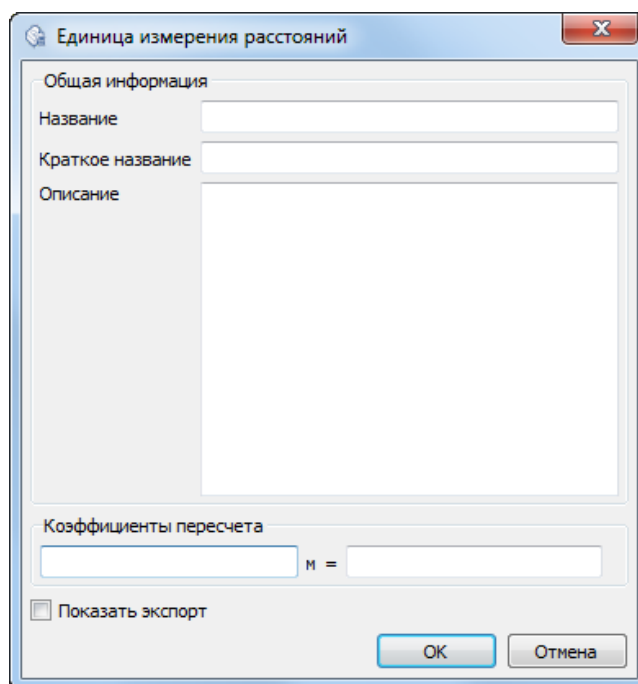 Единица измерения расстояний
Общая информация
Название
Краткое название
Описание
Коэффициенты пересчета
м =
Показать экспорт
OK
Отмена